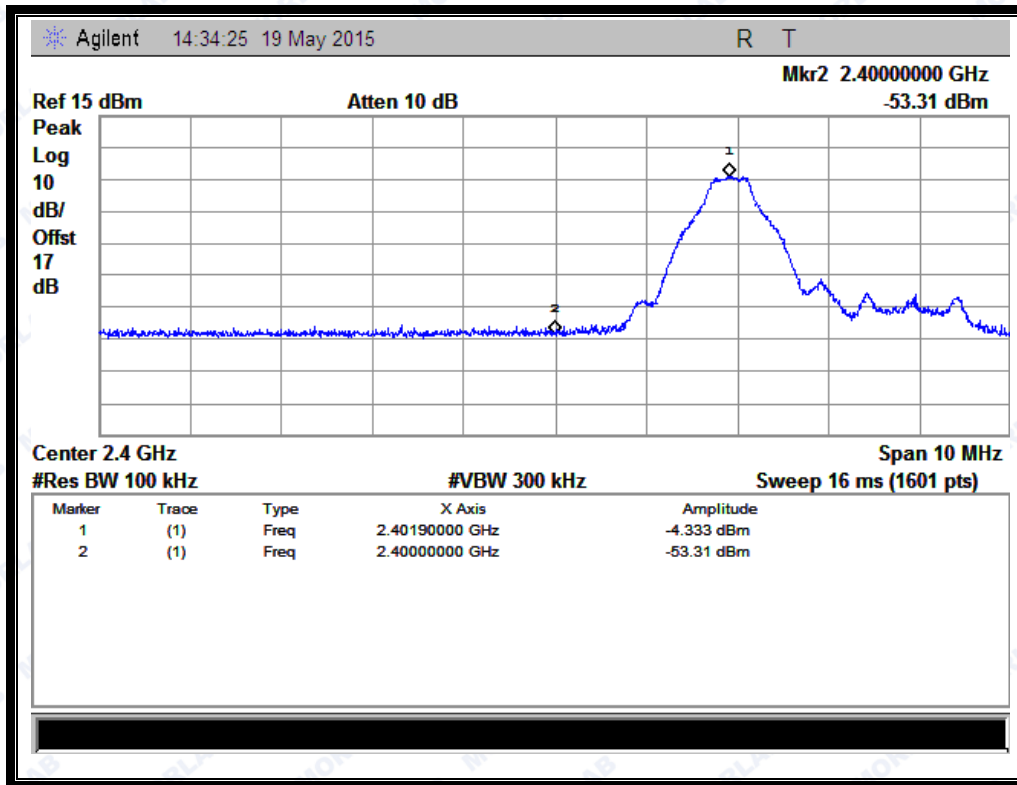 Agilent 14:34:25 19 May 2015 R T
Mkr2 2.40000000 GHz
Ref 15 dBm Atten 10 dB -53.31 dBm
Peak
Log
10
dB/
Offst
17
dB
1
2
Center 2.4 GHz Span 10 MHz
#Res BW 100 kHz #VBW 300 kHz Sweep 16 ms (1601 pts)
Marker Trace Type X Axis Amplitude
1 (1) Freq 2.40190000 GHz -4.333 dBm
2 (1) Freq 2.40000000 GHz -53.31 dBm